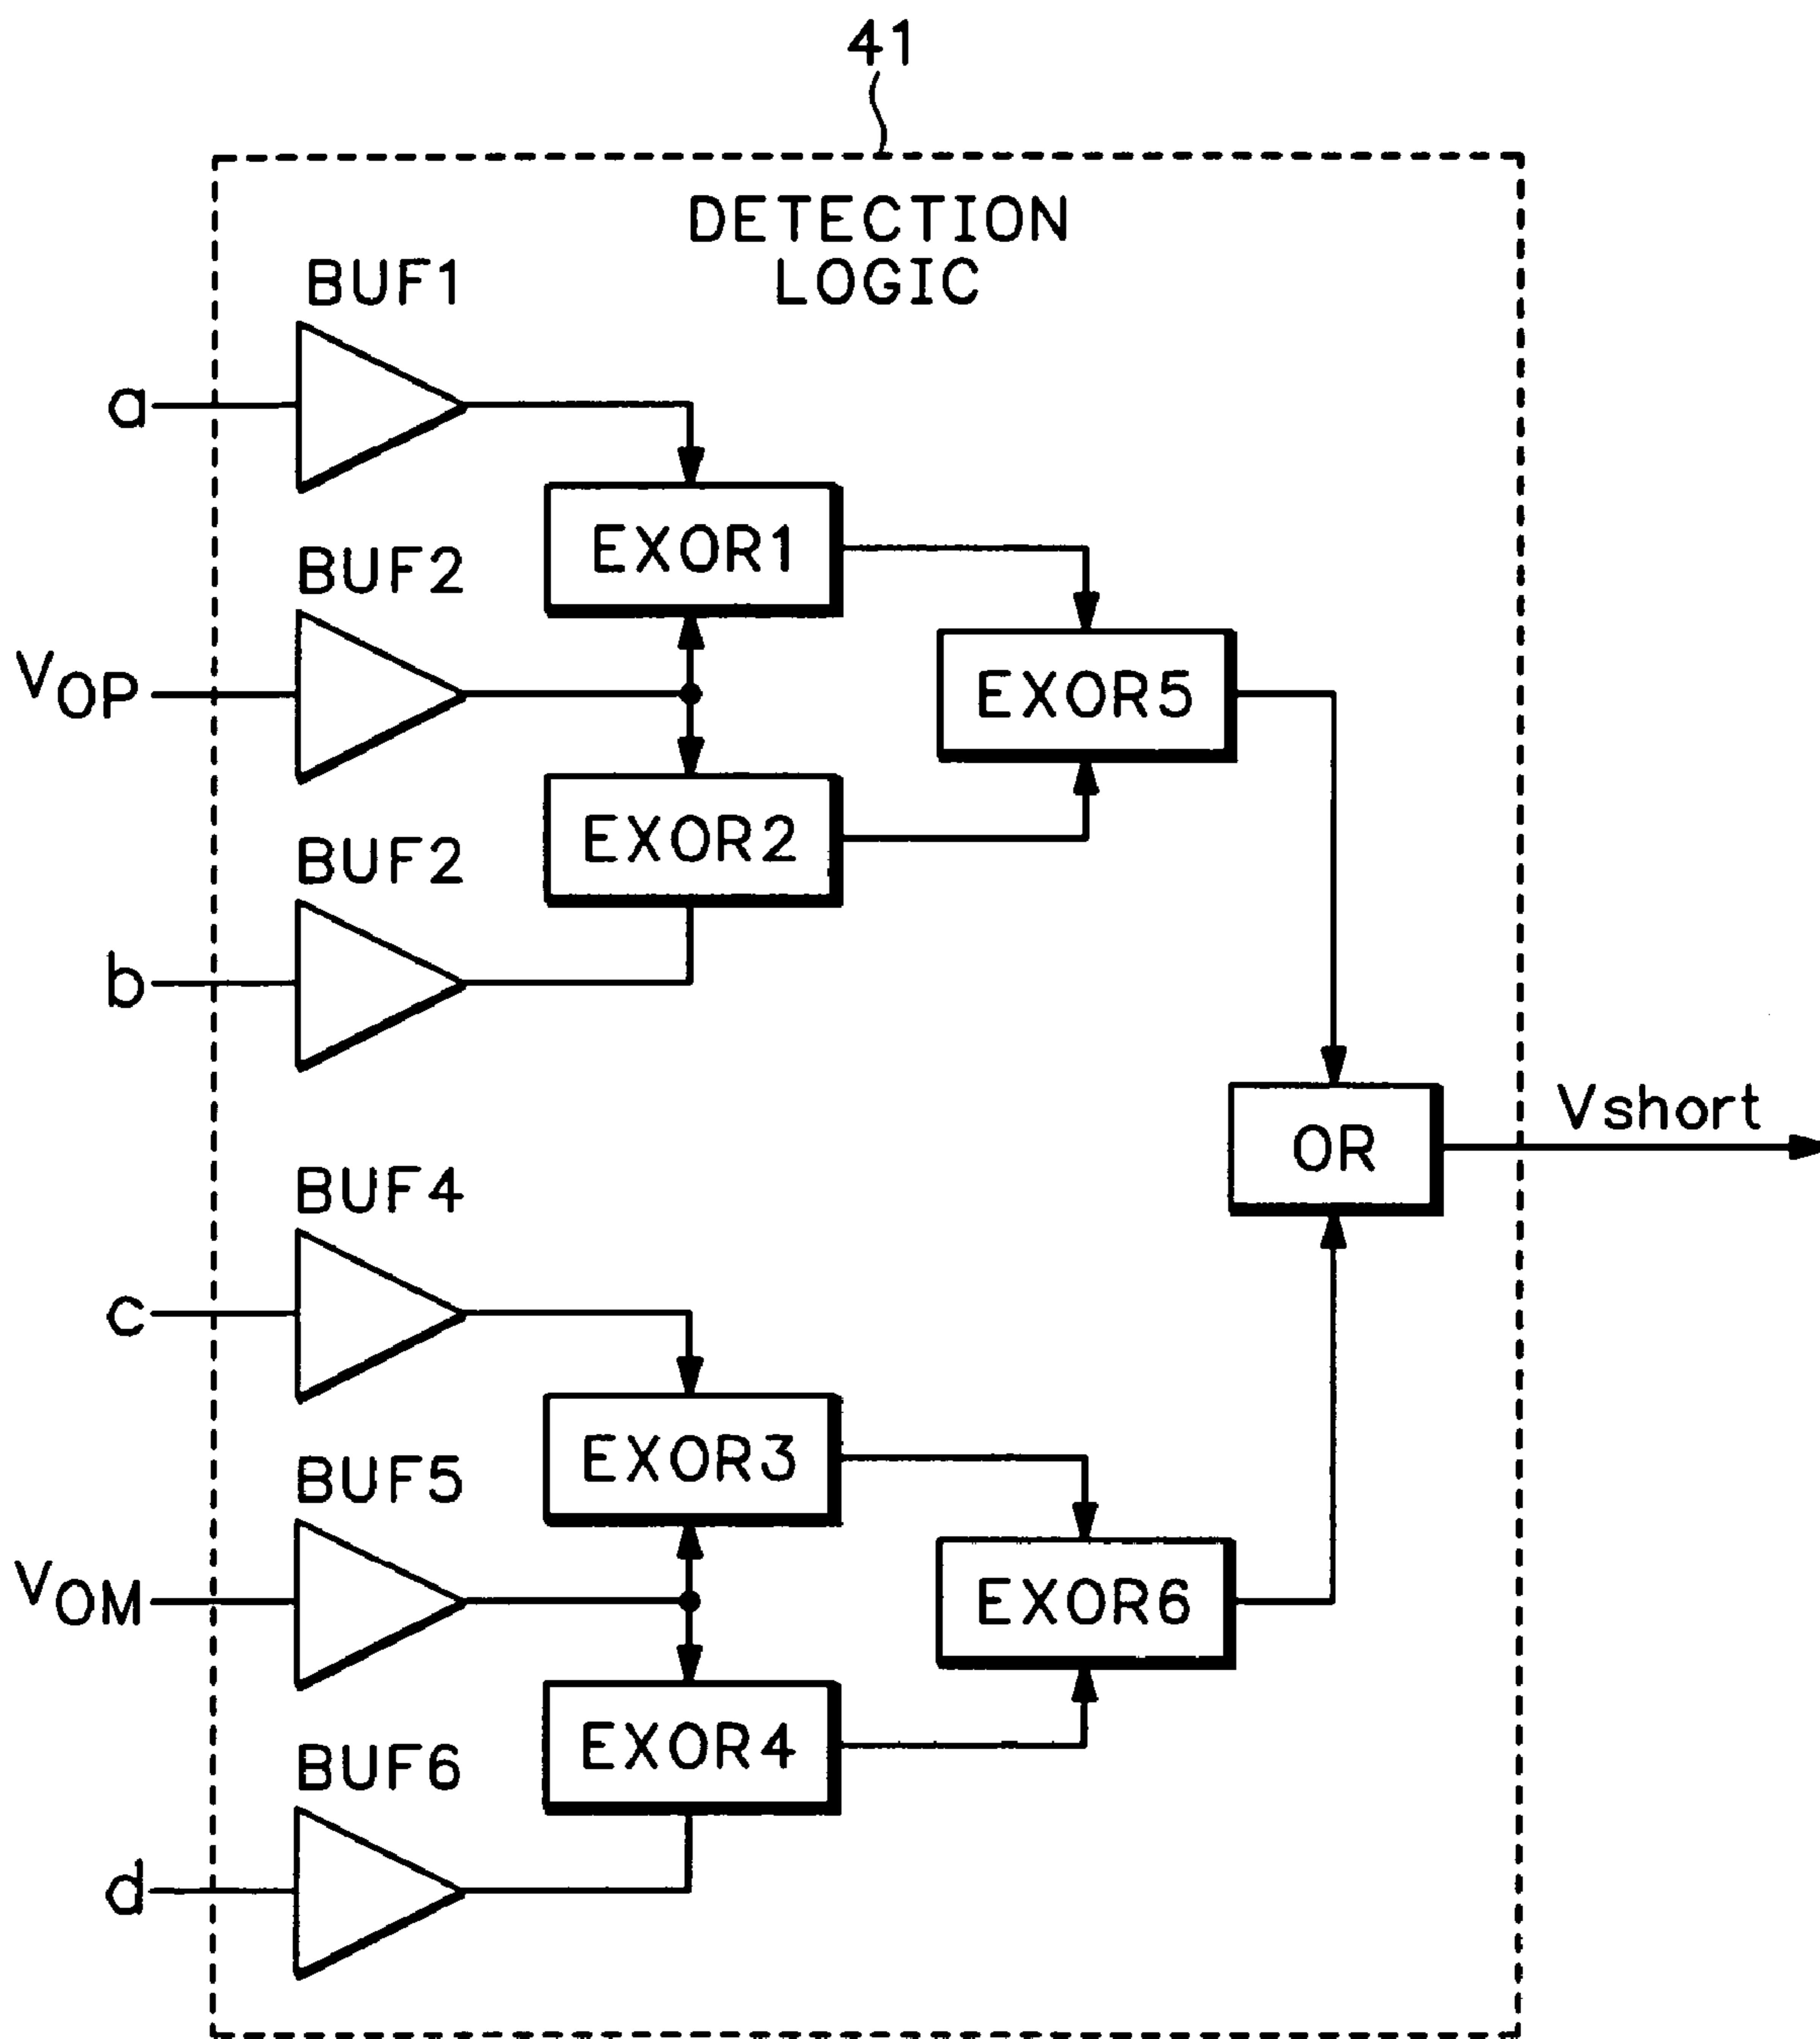 41
DETECTION
LOGIC
BUF1
a
EXOR1
BUF2
VOP
EXOR5
EXOR2
BUF2
b
OR
Vshort
BUF4
c
EXOR3
BUF5
VOM
EXOR6
EXOR4
BUF6
d